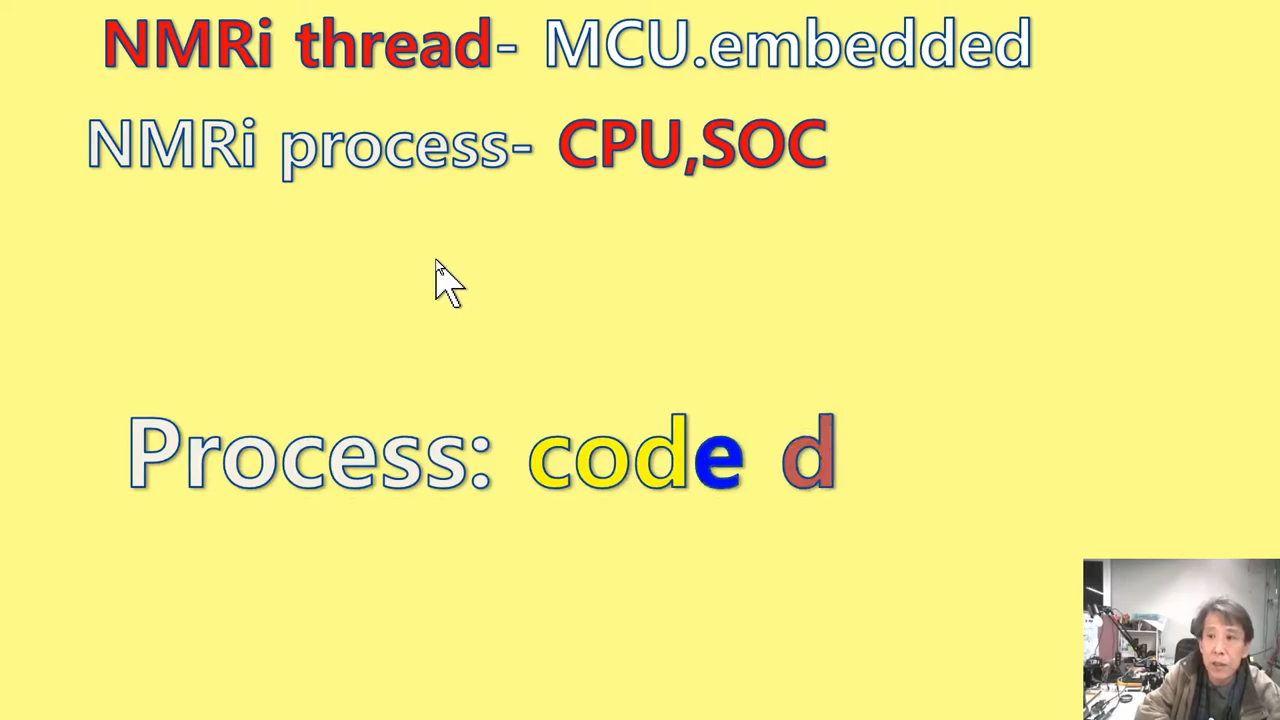 NMRi thread- MCU.embedded
NMRi process- CPU,SOC
Process: code d